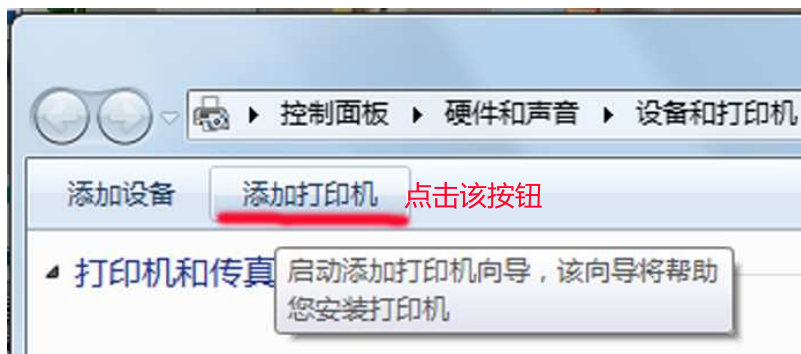 控制面板 硬件和声音 设备和打印机
添加设备 添加打印机 点击该按钮
打印机和传真
启动添加打印机向导，该向导将帮助
您安装打印机